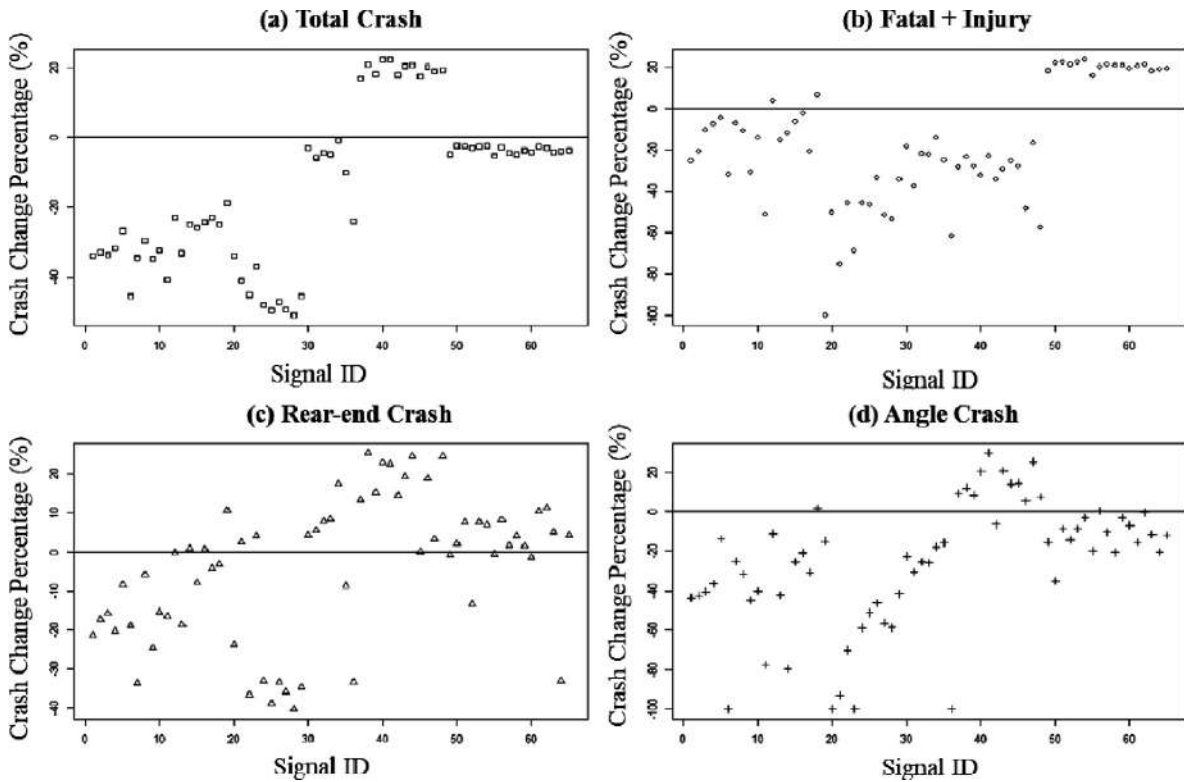 (a) Total Crash
Crash Change Percentage (%)
20
0
-20
-40
0 10 20 30 40 50 60
Signal ID
(b) Fatal + Injury
Crash Change Percentage (%)
20
0
-20
-40
-60
-80
-100
0 10 20 30 40 50 60
Signal ID
(c) Rear-end Crash
Crash Change Percentage (%)
20
10
0
-10
-20
-30
-40
0 10 20 30 40 50 60
Signal ID
(d) Angle Crash
Crash Change Percentage (%)
20
0
-20
-40
-60
-80
-100
0 10 20 30 40 50 60
Signal ID